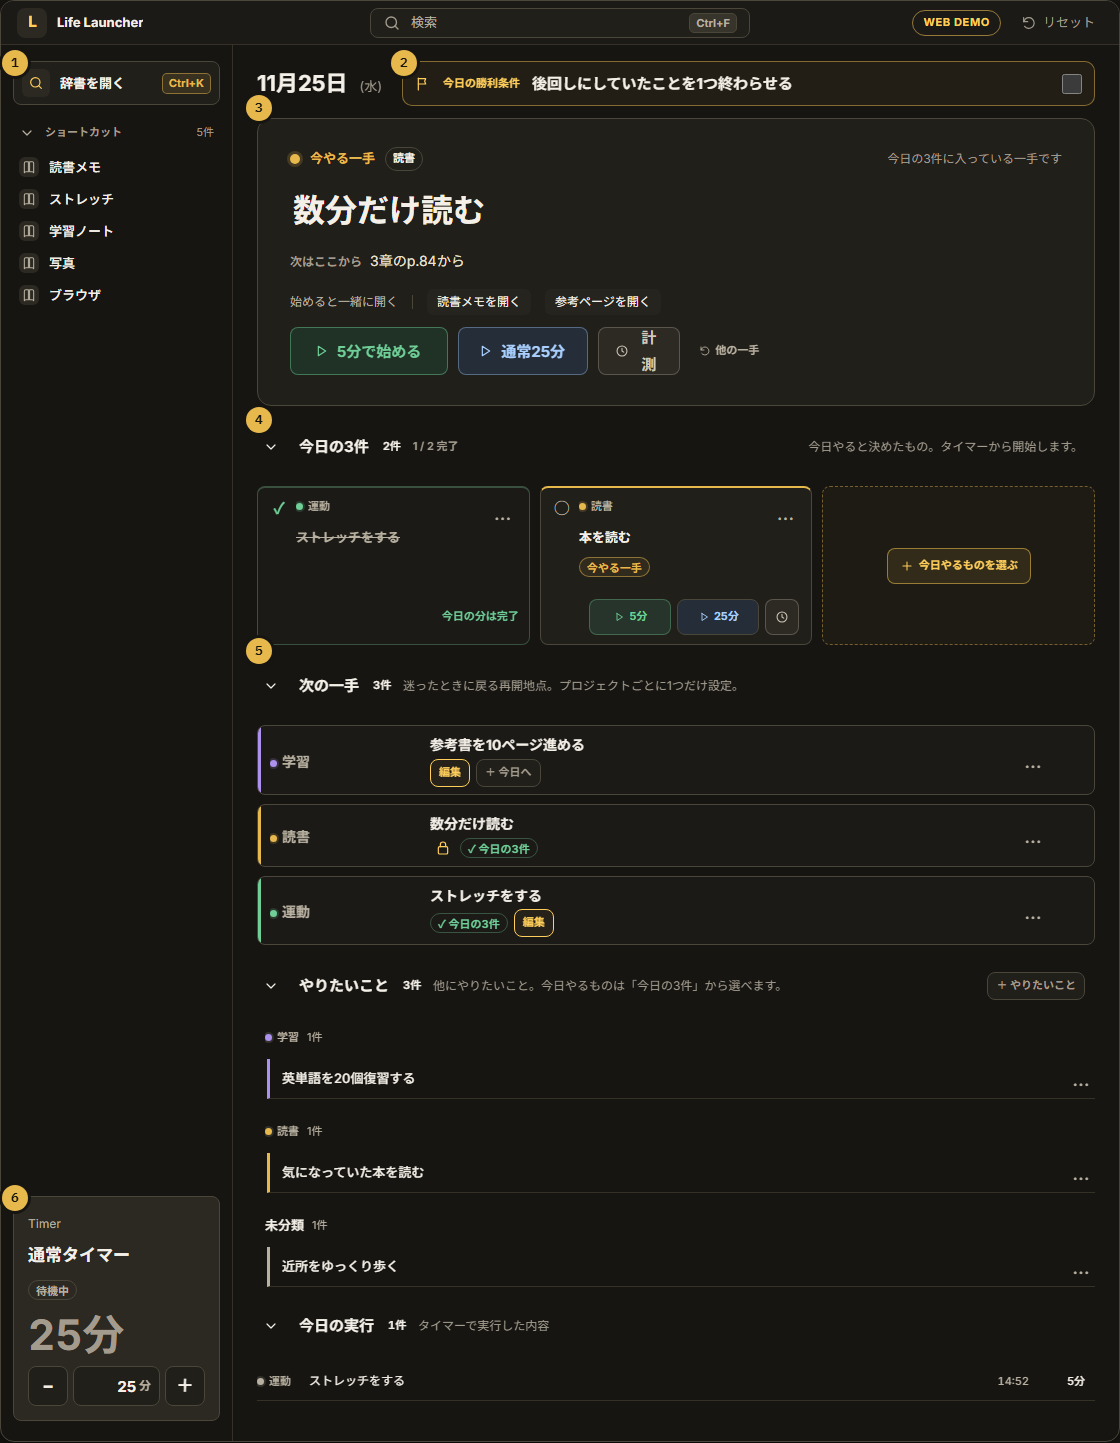 L Life Launcher
検索 Ctrl+F
WEB DEMO リセット
1
辞書を開く Ctrl+K
ショートカット 5件
読書メモ
ストレッチ
学習ノート
写真
ブラウザ
11月25日 (水)
2
今日の勝利条件 後回しにしていたことを1つ終わらせる
3
今やる一手 読書 今日の3件に入っている一手です
数分だけ読む
次はここから 3章のp.84から
始めると一緒に開く 読書メモを開く 参考ページを開く
5分で始める 通常25分 計測 他の一手
4
今日の3件 2件 1 / 2 完了 今日やると決めたもの。タイマーから開始します。
✓ 運動 ...
ストレッチをする
今日の分は完了
読書 ...
本を読む
今やる一手
5分 25分
+ 今日やるものを選ぶ
5
次の一手 3件 迷ったときに戻る再開地点。プロジェクトごとに1つだけ設定。
学習 参考書を10ページ進める ...
編集 + 今日へ
読書 数分だけ読む ...
✓今日の3件
運動 ストレッチをする ...
✓今日の3件 編集
やりたいこと 3件 他にやりたいこと。今日やるものは「今日の3件」から選べます。 + やりたいこと
学習 1件
英単語を20個復習する ...
読書 1件
気になっていた本を読む ...
未分類 1件
近所をゆっくり歩く ...
今日の実行 1件 タイマーで実行した内容
運動 ストレッチをする 14:52 5分
6
Timer
通常タイマー
待機中
25分
− 25 分 +